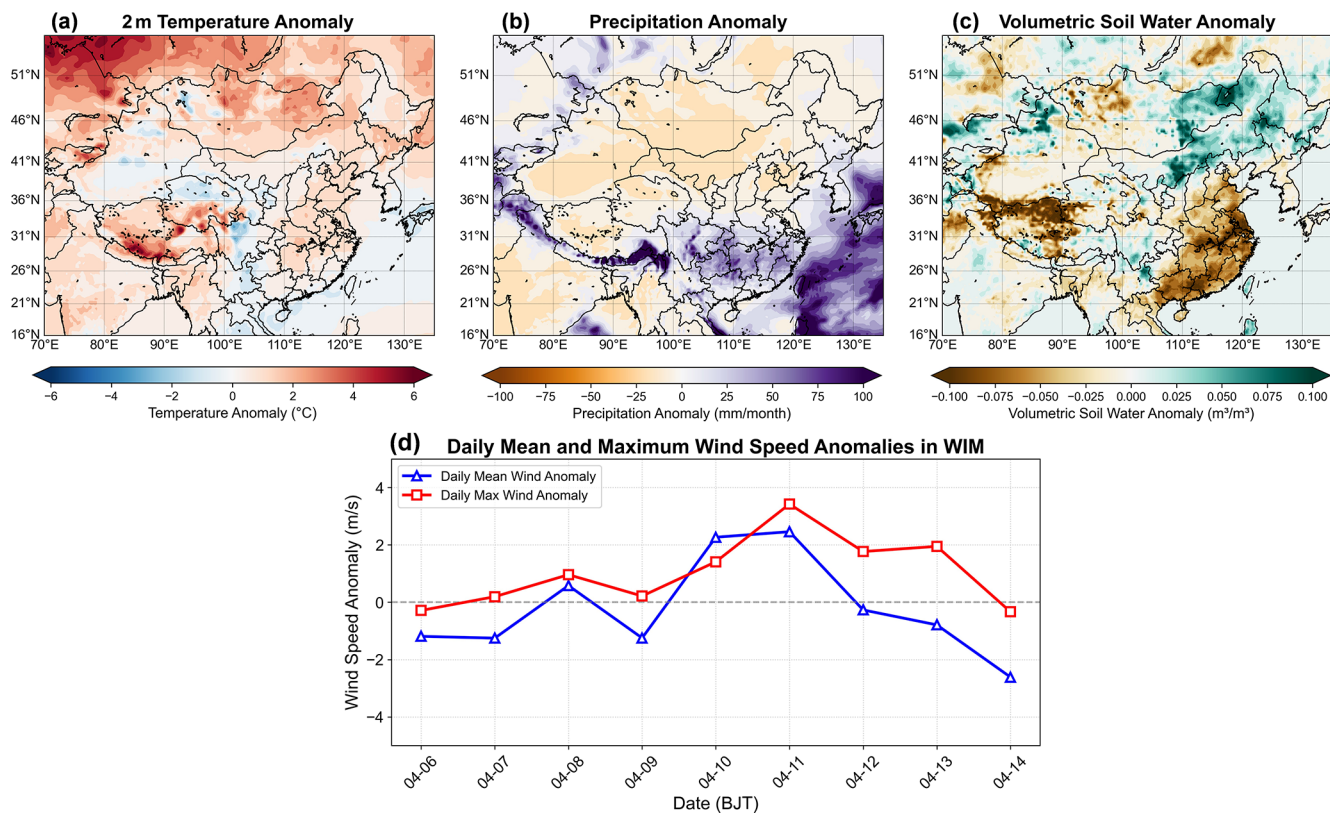 (a) 2 m Temperature Anomaly
51°N
46°N
41°N
36°N
31°N
26°N
21°N
16°N
70°E 80°E 90°E 100°E 110°E 120°E 130°E
−6 −4 −2 0 2 4 6
Temperature Anomaly (°C)
(b) Precipitation Anomaly
51°N
46°N
41°N
36°N
31°N
26°N
21°N
16°N
70°E 80°E 90°E 100°E 110°E 120°E 130°E
−100 −75 −50 −25 0 25 50 75 100
Precipitation Anomaly (mm/month)
(c) Volumetric Soil Water Anomaly
51°N
46°N
41°N
36°N
31°N
26°N
21°N
16°N
70°E 80°E 90°E 100°E 110°E 120°E 130°E
−0.100 −0.075 −0.050 −0.025 0.000 0.025 0.050 0.075 0.100
Volumetric Soil Water Anomaly (m³/m³)
(d) Daily Mean and Maximum Wind Speed Anomalies in WIM
Daily Mean Wind Anomaly
Daily Max Wind Anomaly
Wind Speed Anomaly (m/s)
4
2
0
−2
−4
04-06 04-07 04-08 04-09 04-10 04-11 04-12 04-13 04-14
Date (BJT)